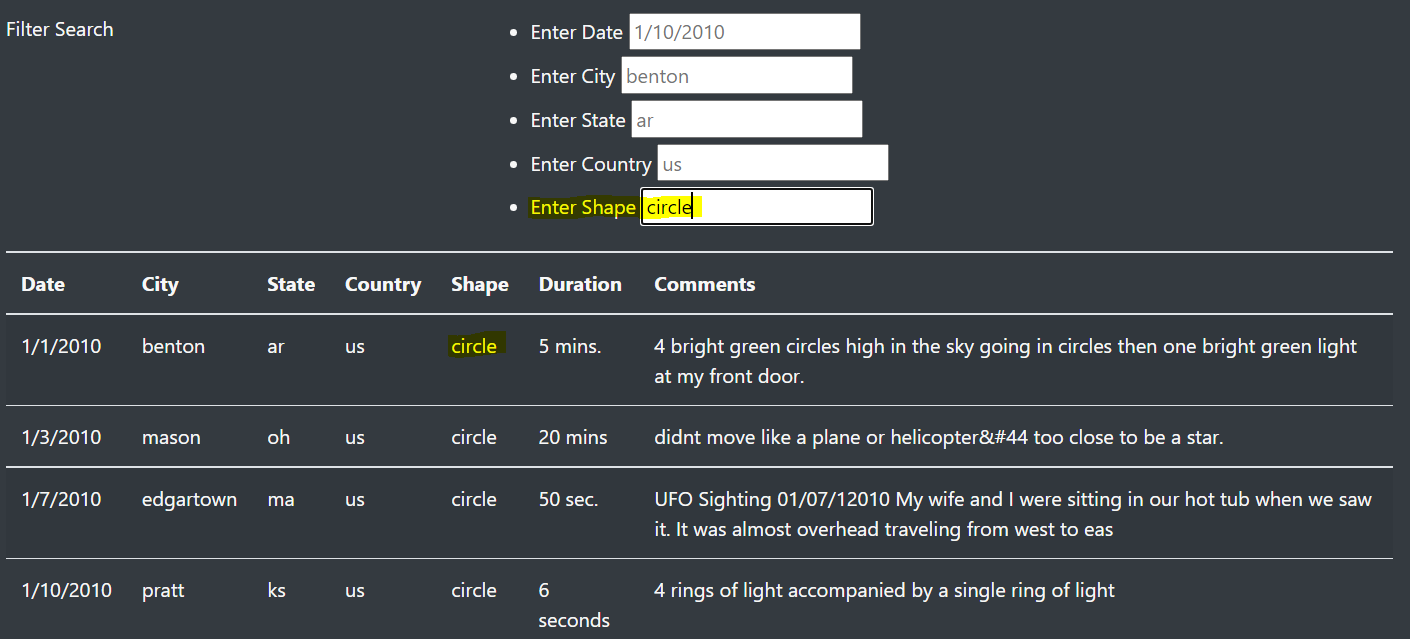 Filter Search
Enter Date 1/10/2010
Enter City benton
Enter State ar
Enter Country us
Enter Shape circle
Date City State Country Shape Duration Comments
1/1/2010 benton ar us circle 5 mins. 4 bright green circles high in the sky going in circles then one bright green light
at my front door.
1/3/2010 mason oh us circle 20 mins didnt move like a plane or helicopter&#44 too close to be a star.
1/7/2010 edgartown ma us circle 50 sec. UFO Sighting 01/07/12010 My wife and I were sitting in our hot tub when we saw
it. It was almost overhead traveling from west to eas
1/10/2010 pratt ks us circle 6 4 rings of light accompanied by a single ring of light
seconds